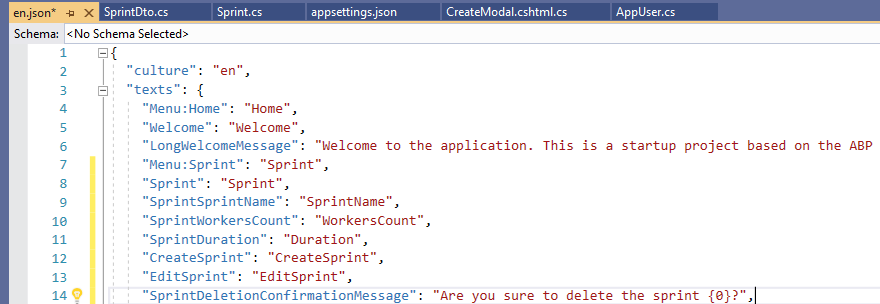 en.json* SprintDto.cs Sprint.cs appsettings.json CreateModal.cshtml.cs AppUser.cs
Schema: <No Schema Selected>
1 {
2 "culture": "en",
3 "texts": {
4 "Menu:Home": "Home",
5 "Welcome": "Welcome",
6 "LongWelcomeMessage": "Welcome to the application. This is a startup project based on the ABP
7 "Menu:Sprint": "Sprint",
8 "Sprint": "Sprint",
9 "SprintSprintName": "SprintName",
10 "SprintWorkersCount": "WorkersCount",
11 "SprintDuration": "Duration",
12 "CreateSprint": "CreateSprint",
13 "EditSprint": "EditSprint",
14 "SprintDeletionConfirmationMessage": "Are you sure to delete the sprint {0}?",